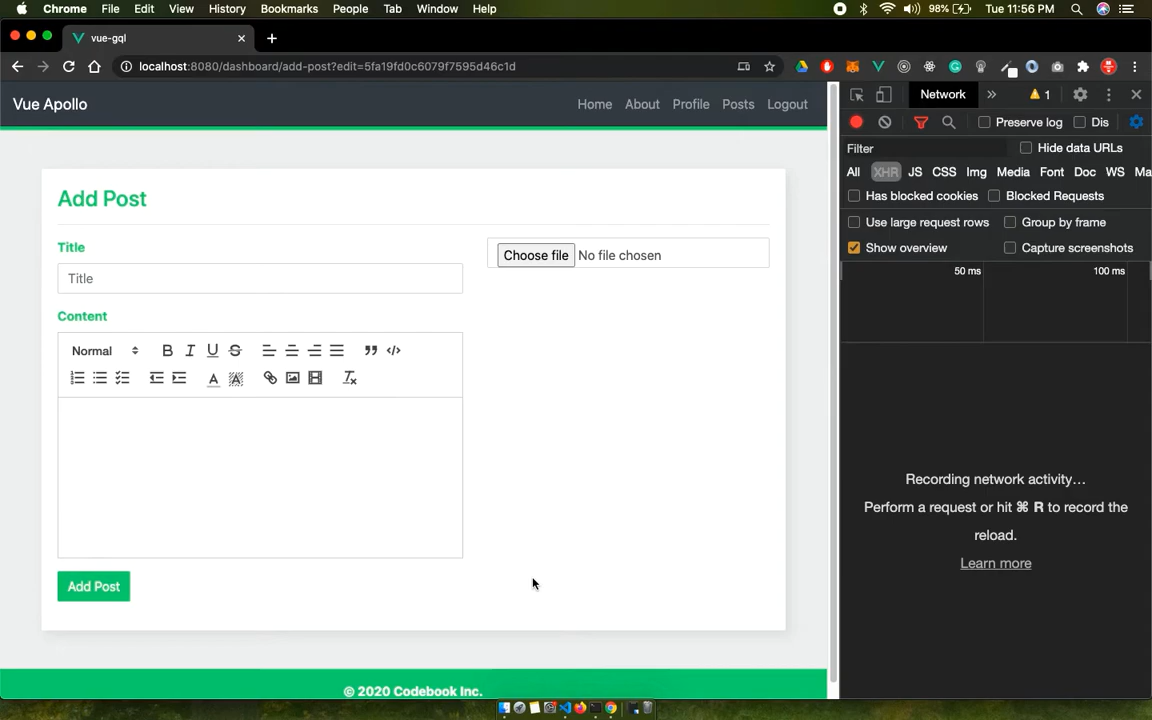 Chrome File Edit View History Bookmarks People Tab Window Help 98% Tue 11:56 PM
vue-gql
localhost:8080/dashboard/add-post?edit=5fa19fd0c6079f7595d46c1d
Vue Apollo Home About Profile Posts Logout
Add Post
Title
Choose file No file chosen
Title
Content
Normal B I U S
A A
Add Post
© 2020 Codebook Inc.
Network » 1
Preserve log Dis
Filter Hide data URLs
All XHR JS CSS Img Media Font Doc WS Ma
Has blocked cookies Blocked Requests
Use large request rows Group by frame
Show overview Capture screenshots
50 ms 100 ms
Recording network activity…
Perform a request or hit ⌘ R to record the
reload.
Learn more